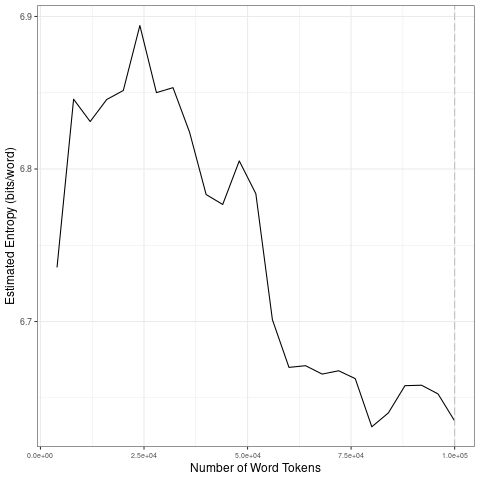 6.9
6.8
6.7
Estimated Entropy (bits/word)
0.0e+00 2.5e+04 5.0e+04 7.5e+04 1.0e+05
Number of Word Tokens